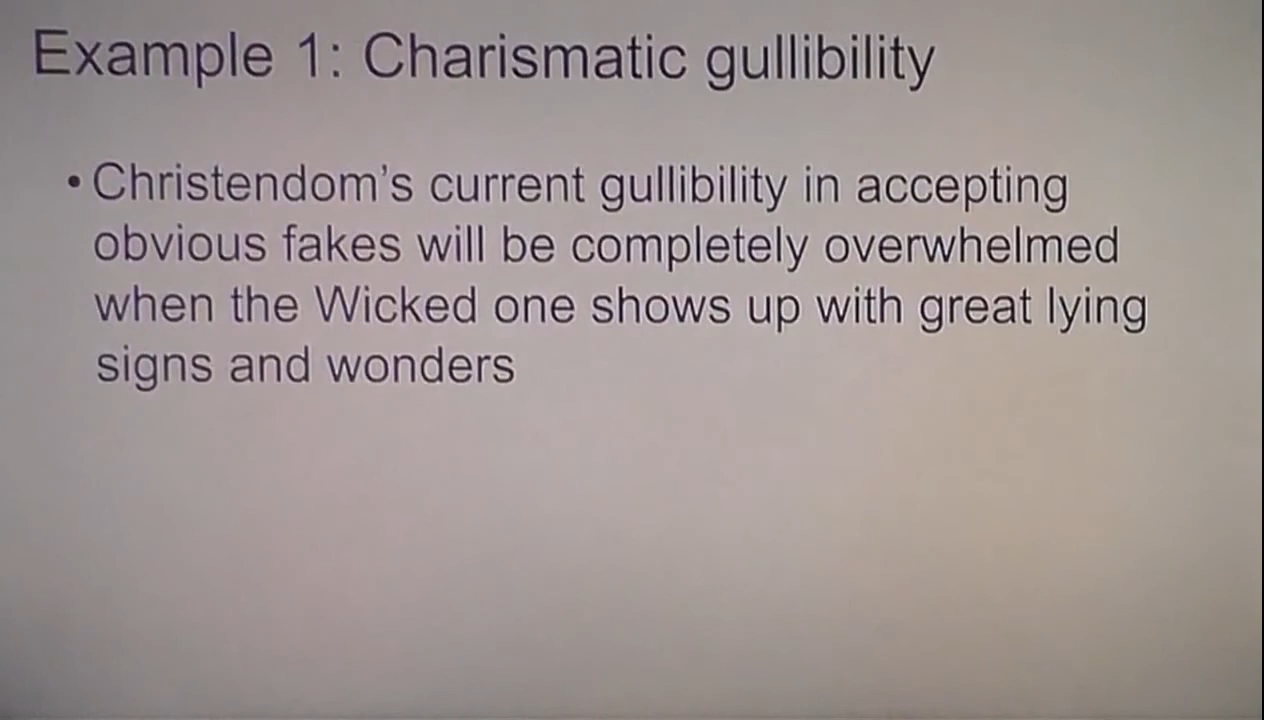 Example 1: Charismatic gullibility
• Christendom's current gullibility in accepting
obvious fakes will be completely overwhelmed
when the Wicked one shows up with great lying
signs and wonders